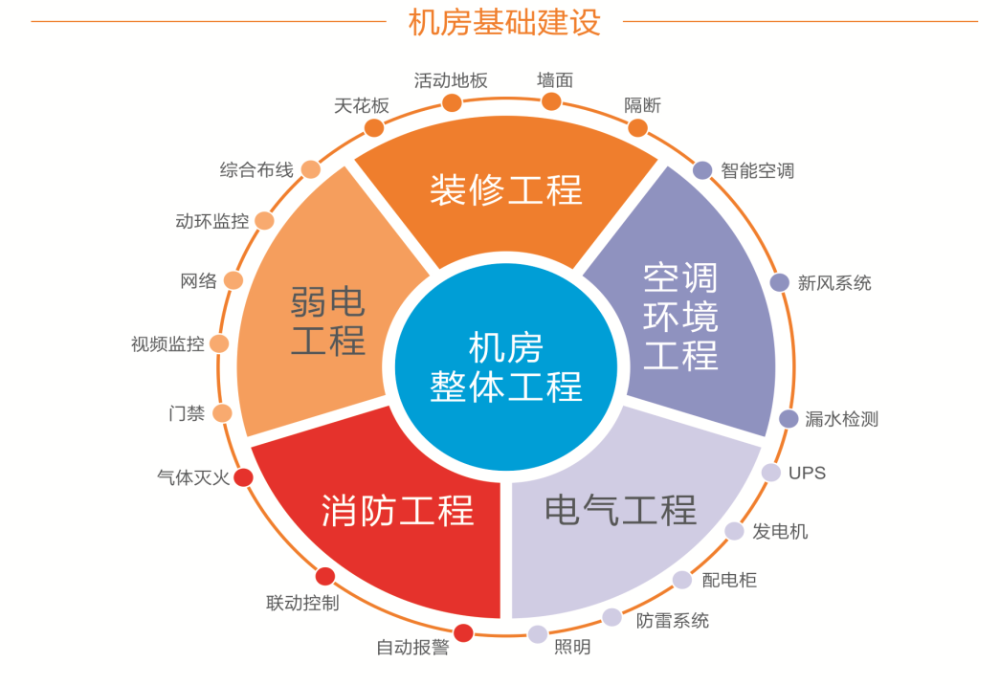 机房基础建设
活动地板
墙面
天花板
隔断
综合布线
智能空调
装修工程
动环监控
空调
环境
工程
网络
新风系统
弱电
工程
视频监控
机房
整体工程
门禁
漏水检测
气体灭火
UPS
消防工程
电气工程
发电机
联动控制
配电柜
防雷系统
自动报警
照明